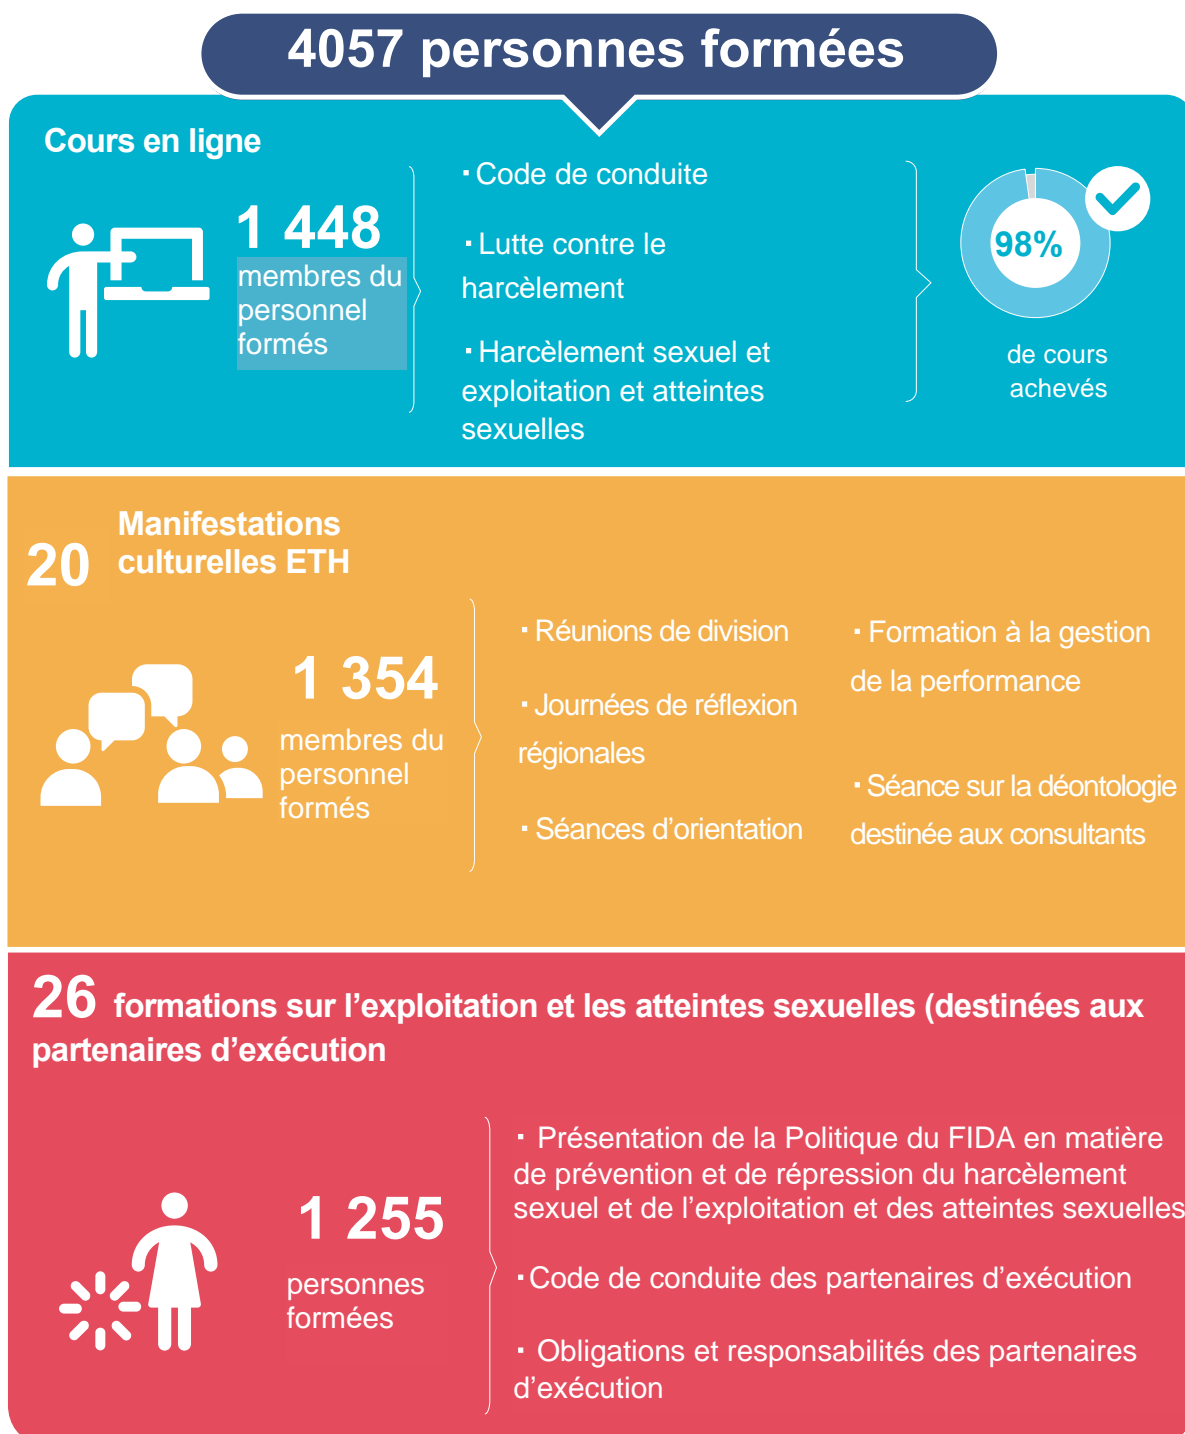 4057 personnes formées
Cours en ligne
1 448
membres du
personnel
formés
▪ Code de conduite
▪ Lutte contre le
harcèlement
▪ Harcèlement sexuel et
exploitation et atteintes
sexuelles
98%
de cours
achevés
20
Manifestations
culturelles ETH
1 354
membres du
personnel
formés
▪ Réunions de division
▪ Journées de réflexion
régionales
▪ Séances d’orientation
▪ Formation à la gestion
de la performance
▪ Séance sur la déontologie
destinée aux consultants
26 formations sur l’exploitation et les atteintes sexuelles (destinées aux
partenaires d’exécution
1 255
personnes
formées
▪ Présentation de la Politique du FIDA en matière
de prévention et de répression du harcèlement
sexuel et de l’exploitation et des atteintes sexuelles
▪ Code de conduite des partenaires d’exécution
▪ Obligations et responsabilités des partenaires
d’exécution